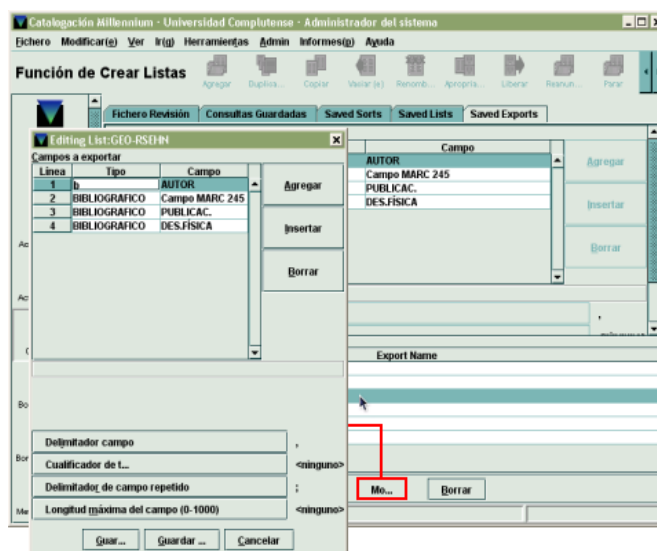 Catalogación Millennium - Universidad Complutense - Administrador del sistema
Fichero Modificar(e) Ver Ir(g) Herramientas Admin Informes(p) Ayuda
Función de Crear Listas
Agregar Duplica... Copiar Vaciar (e) Renomb... Apropia... Liberar Reanun... Parar
Fichero Revisión Consultas Guardadas Saved Sorts Saved Lists Saved Exports
Editing List:GEO-RSEHN
Campos a exportar
Línea Tipo Campo
1 b AUTOR
2 BIBLIOGRAFICO Campo MARC 245
3 BIBLIOGRAFICO PUBLICAC.
4 BIBLIOGRAFICO DES.FÍSICA
Agregar
Insertar
Borrar
Campo
AUTOR
Campo MARC 245
PUBLICAC.
DES.FÍSICA
Agregar
Insertar
Borrar
,
Export Name
Delimitador campo ,
Cualificador de t... <ninguno>
Delimitador de campo repetido ;
Longitud máxima del campo (0-1000) <ninguno>
Guar... Guardar ... Cancelar
Mo... Borrar